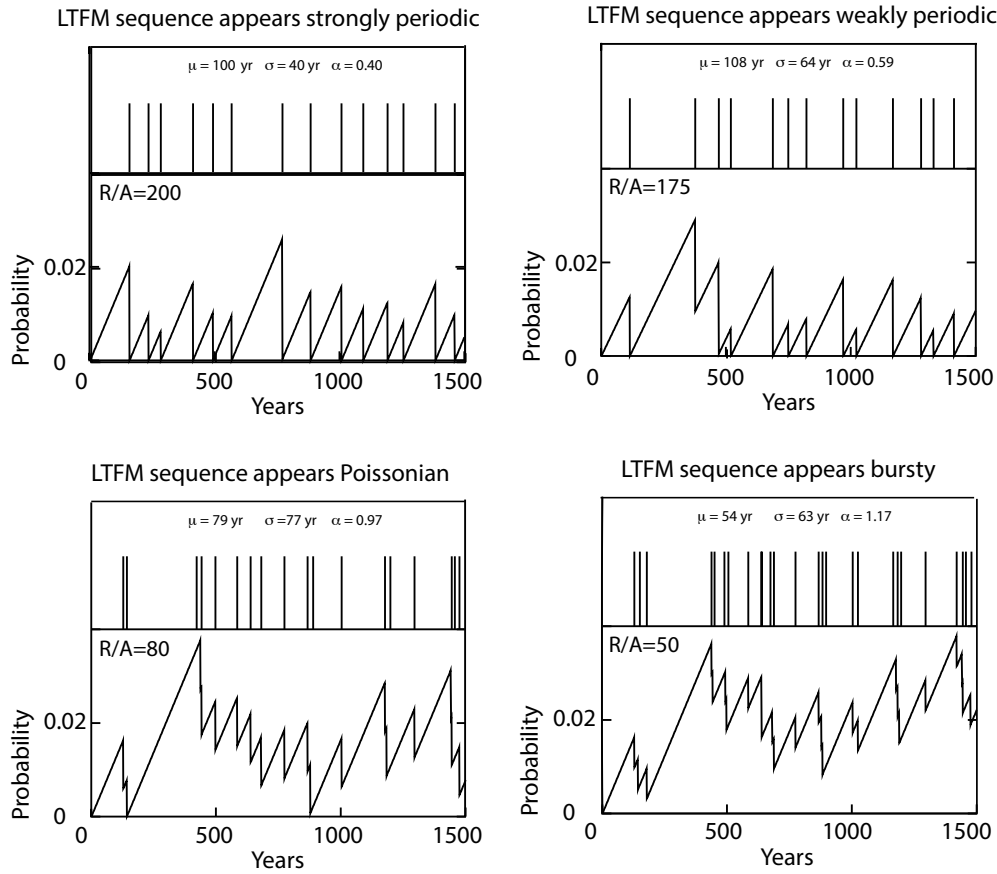 LTFM sequence appears strongly periodic
μ = 100 yr σ = 40 yr α = 0.40
R/A=200
Probability
0.02
0
0
500
1000
1500
Years
LTFM sequence appears weakly periodic
μ = 108 yr σ = 64 yr α = 0.59
R/A=175
Probability
0.02
0
0
500
1000
1500
Years
LTFM sequence appears Poissonian
μ = 79 yr σ =77 yr α = 0.97
R/A=80
Probability
0.02
0
0
500
1000
1500
Years
LTFM sequence appears bursty
μ = 54 yr σ = 63 yr α = 1.17
R/A=50
Probability
0.02
0
0
500
1000
1500
Years